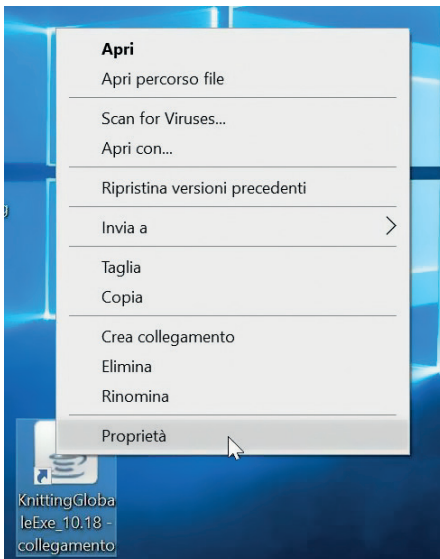 Apri
Apri percorso file
Scan for Viruses...
Apri con...
Ripristina versioni precedenti
Invia a
Taglia
Copia
Crea collegamento
Elimina
Rinomina
Proprietà
KnittingGloba
leExe_10.18 -
collegamento